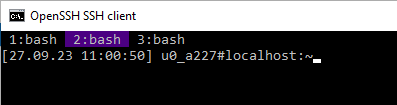 OpenSSH SSH client
1:bash 2:bash 3:bash
[27.09.23 11:00:50] u0_a227#localhost:~